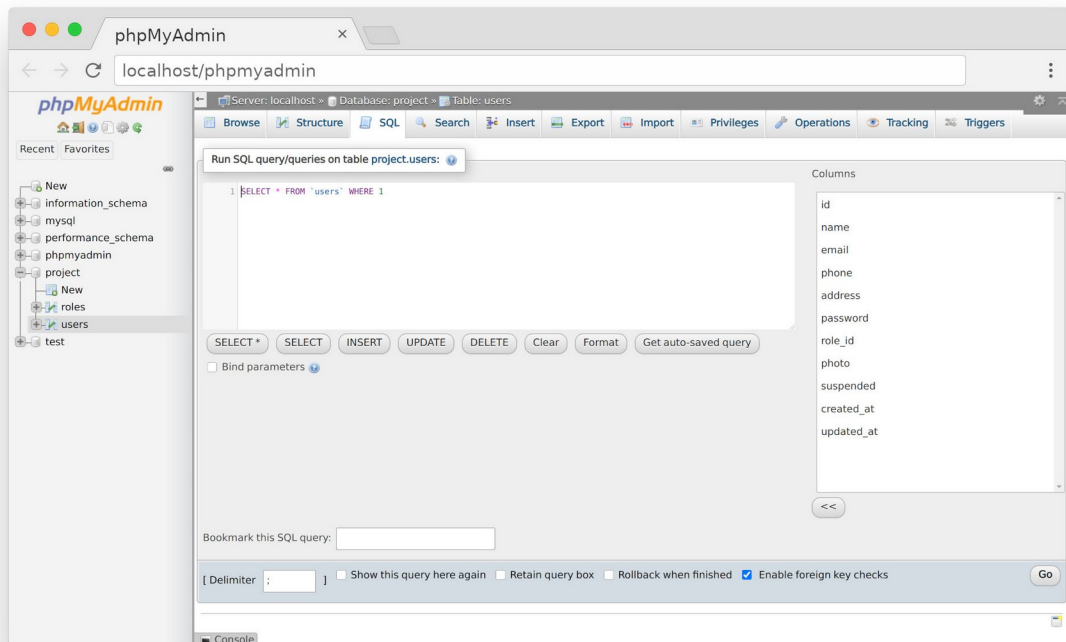 phpMyAdmin
localhost/phpmyadmin
phpMyAdmin
Recent Favorites
New
information_schema
mysql
performance_schema
phpmyadmin
project
New
roles
users
test
Server: localhost » Database: project » Table: users
Browse Structure SQL Search Insert Export Import Privileges Operations Tracking Triggers
Run SQL query/queries on table project.users:
1 SELECT * FROM `users` WHERE 1
Columns
id
name
email
phone
address
password
role_id
photo
suspended
created_at
updated_at
<<
SELECT * SELECT INSERT UPDATE DELETE Clear Format Get auto-saved query
Bind parameters
Bookmark this SQL query:
[ Delimiter ; ] Show this query here again Retain query box Rollback when finished Enable foreign key checks Go
Console